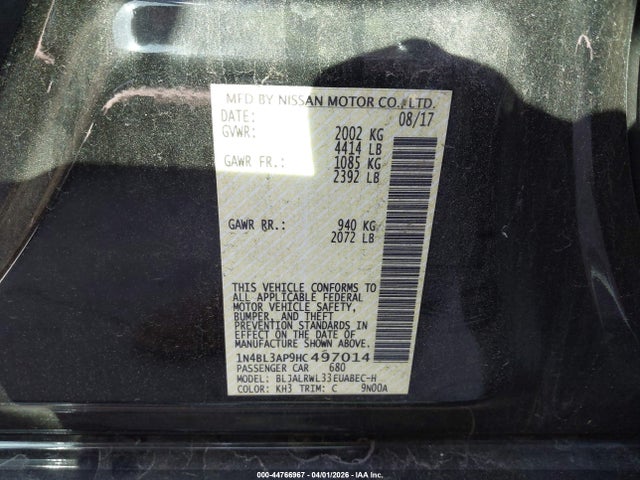 MFD BY NISSAN MOTOR CO.,LTD.
DATE: 08/17
GVWR: 2002 KG
4414 LB
GAWR FR.: 1085 KG
2392 LB
GAWR RR.: 940 KG
2072 LB
THIS VEHICLE CONFORMS TO
ALL APPLICABLE FEDERAL
MOTOR VEHICLE SAFETY,
BUMPER, AND THEFT
PREVENTION STANDARDS IN
EFFECT ON THE DATE OF
MANUFACTURE SHOWN ABOVE.
1N4BL3AP9HC497014
PASSENGER CAR 680
MODEL: BLJALRWL33EUABEC-H
COLOR: KH3 TRIM: C 9N00A
000-44766967 - 04/01/2026 - IAA Inc.